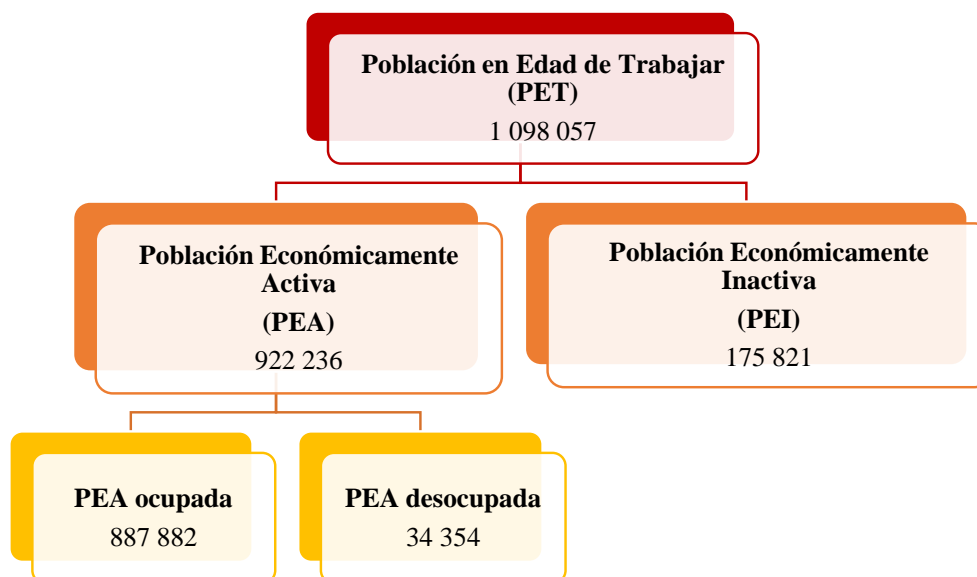 Población en Edad de Trabajar
(PET)
1 098 057
Población Económicamente
Activa
(PEA)
922 236
Población Económicamente
Inactiva
(PEI)
175 821
PEA ocupada
887 882
PEA desocupada
34 354